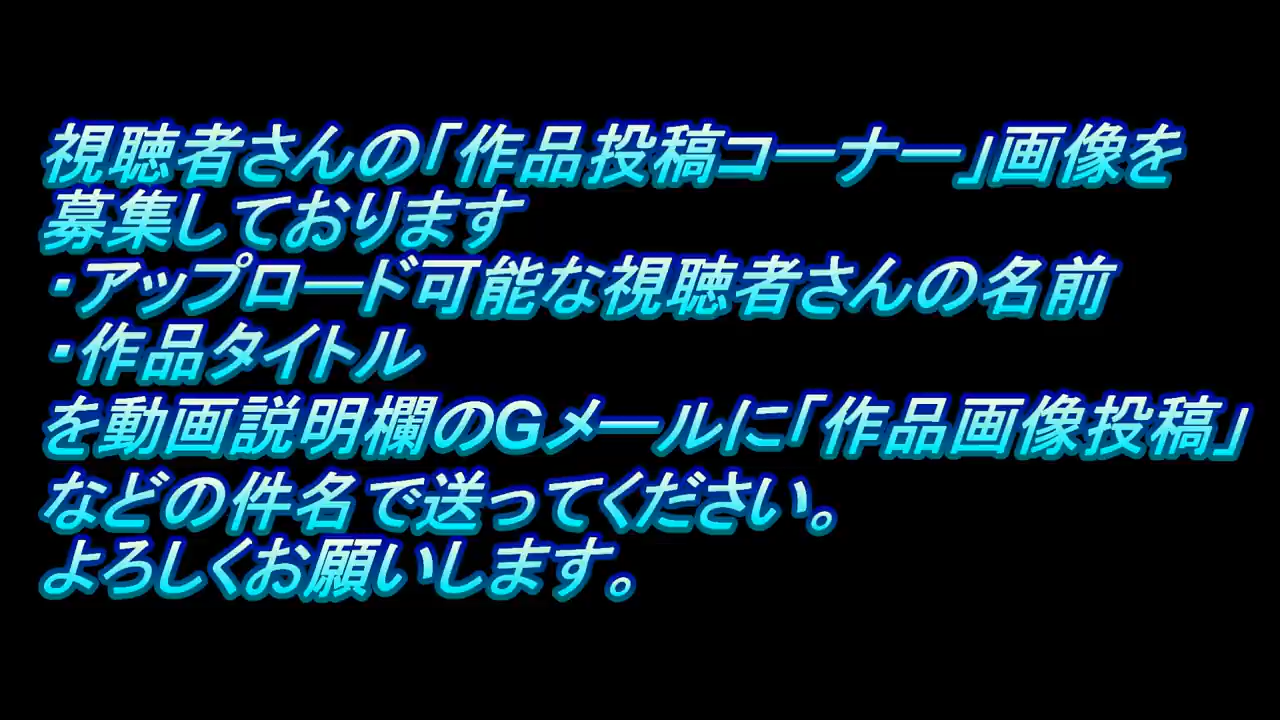 視聴者さんの「作品投稿コーナー」画像を
募集しております
・アップロード可能な視聴者さんの名前
・作品タイトル
を動画説明欄のGメールに「作品画像投稿」
などの件名で送ってください。
よろしくお願いします。